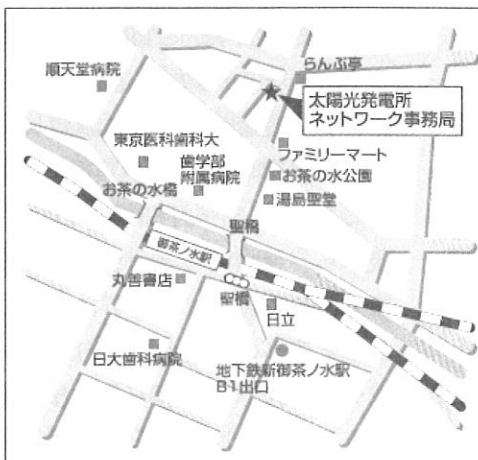 順天堂病院
らんぷ亭
太陽光発電所
ネットワーク事務局
東京医科歯科大
歯学部
附属病院
ファミリーマート
お茶の水公園
湯島聖堂
お茶の水橋
聖橋
御茶ノ水駅
丸善書店
聖橋
日立
日大歯科病院
地下鉄新御茶ノ水駅
B1出口